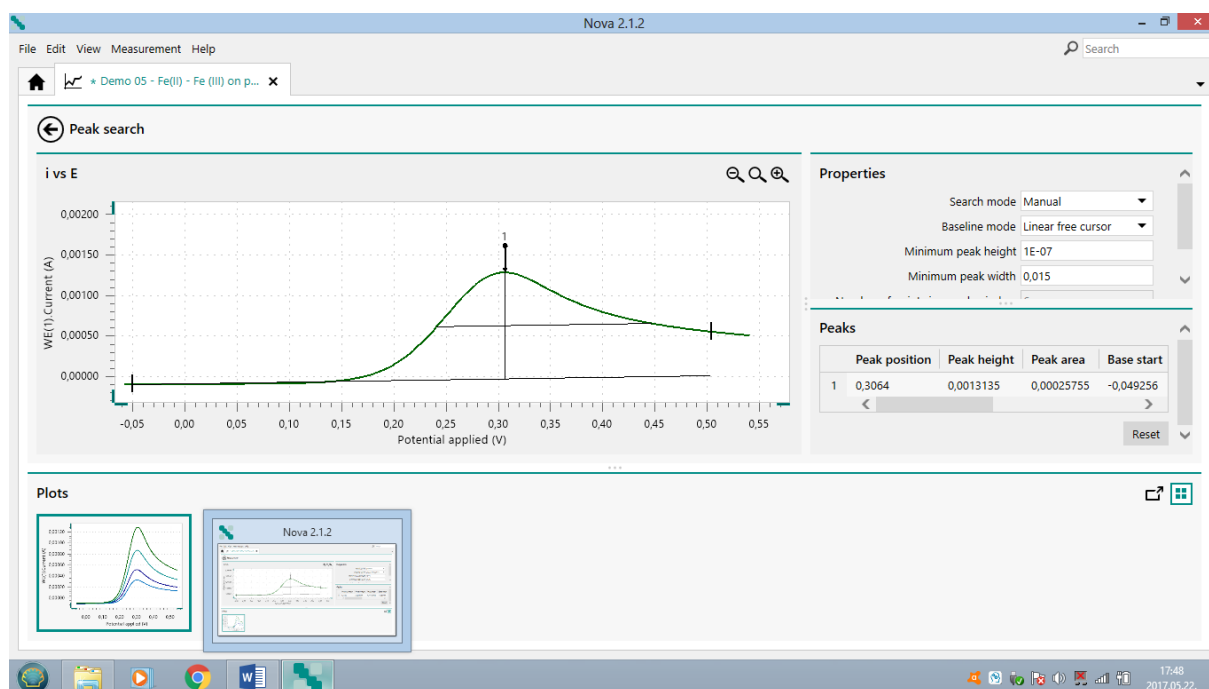 Nova 2.1.2
File Edit View Measurement Help
Search
* Demo 05 - Fe(II) - Fe (III) on p...
Peak search
i vs E
WE(1).Current (A)
0,00200
0,00150
0,00100
0,00050
0,00000
1
-0,05 0,00 0,05 0,10 0,15 0,20 0,25 0,30 0,35 0,40 0,45 0,50 0,55
Potential applied (V)
Properties
Search mode Manual
Baseline mode Linear free cursor
Minimum peak height 1E-07
Minimum peak width 0,015
Peaks
Peak position Peak height Peak area Base start
1 0,3064 0,0013135 0,00025755 -0,049256
Reset
Plots
Potential applied (V)
Nova 2.1.2
17:48
2017.05.22.